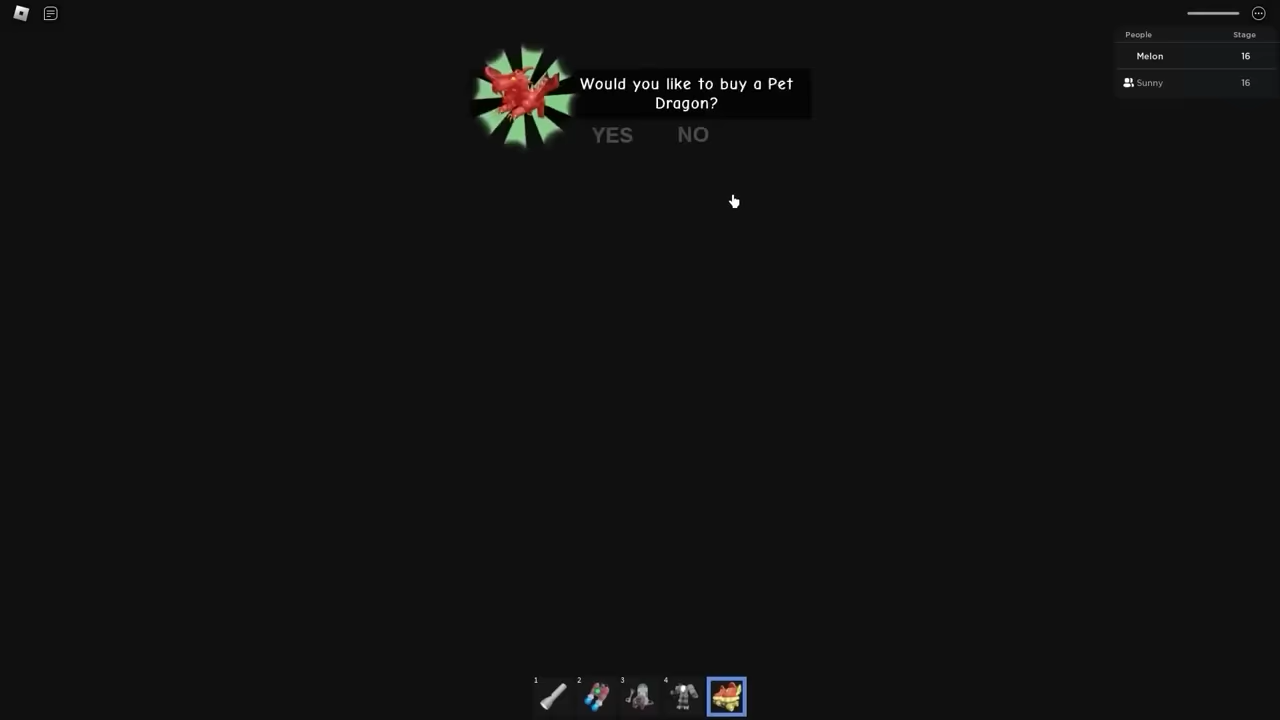 People Stage
Melon 16
Sunny 16
Would you like to buy a Pet
Dragon?
YES NO
1 2 3 4